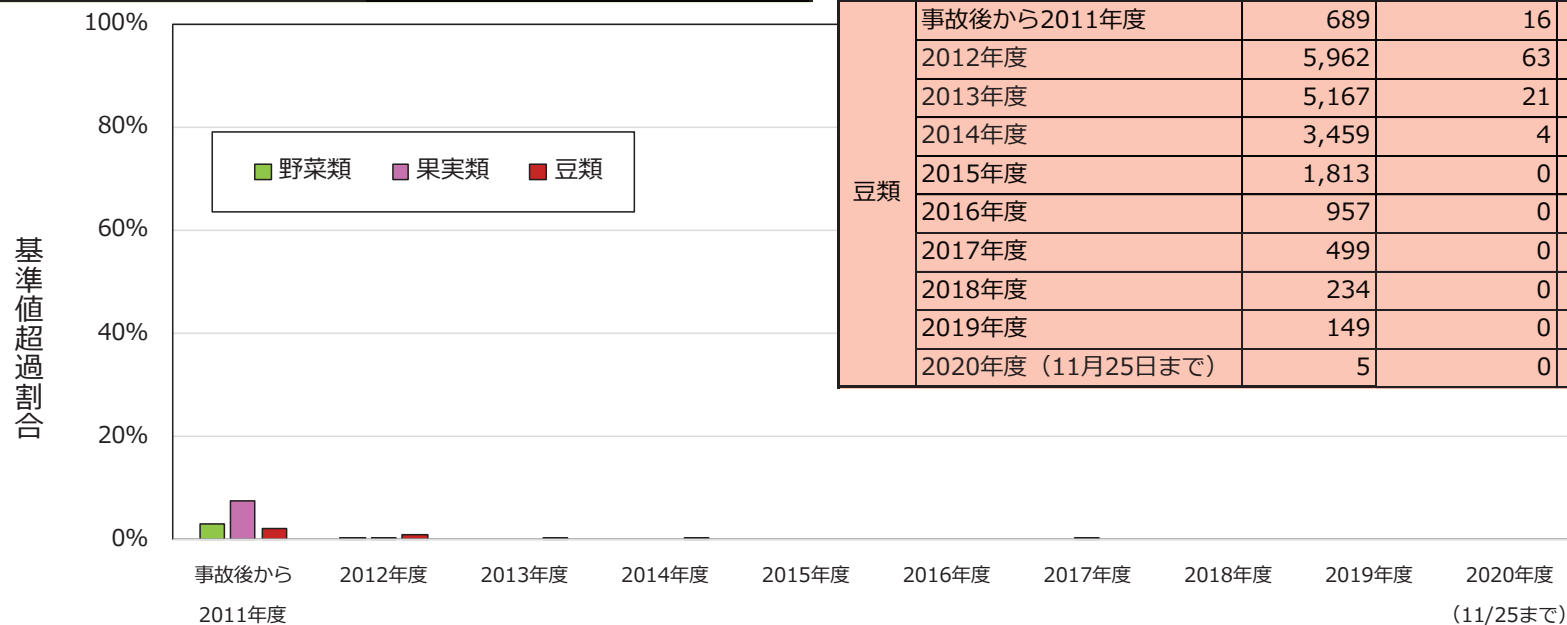 100%
80%
60%
40%
20%
0%
基準値超過割合
野菜類 果実類 豆類
事故後から
2011年度
2012年度
2013年度
2014年度
2015年度
2016年度
2017年度
2018年度
2019年度
2020年度
(11/25まで)
豆類
事故後から2011年度 689 16
2012年度 5,962 63
2013年度 5,167 21
2014年度 3,459 4
2015年度 1,813 0
2016年度 957 0
2017年度 499 0
2018年度 234 0
2019年度 149 0
2020年度（11月25日まで） 5 0